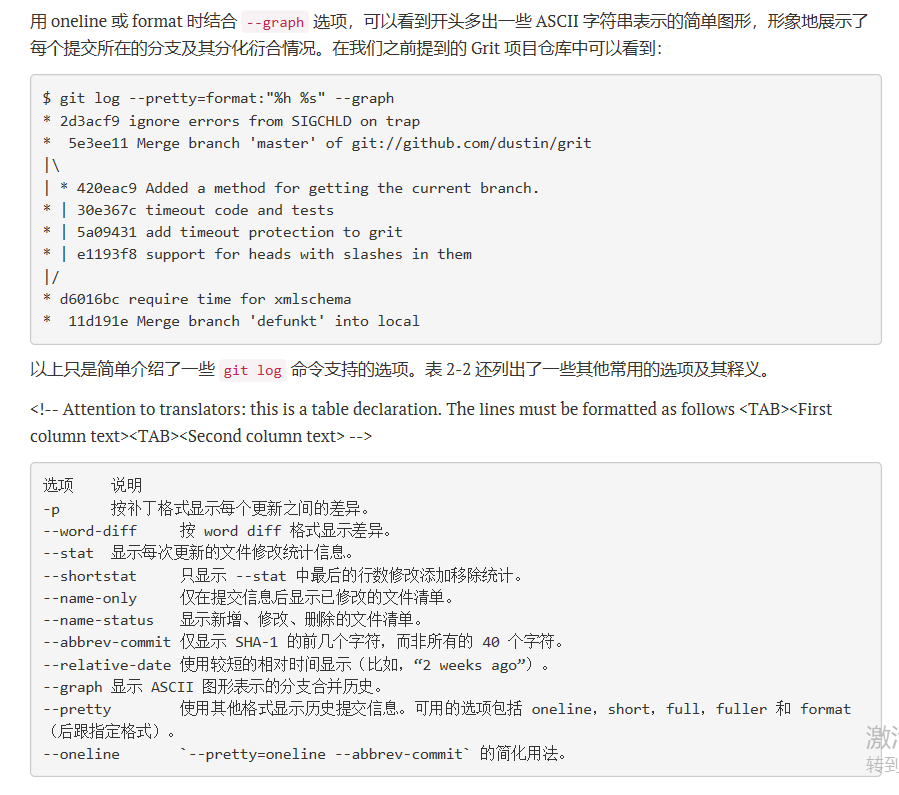 用 oneline 或 format 时结合 --graph 选项，可以看到开头多出一些 ASCII 字符串表示的简单图形，形象地展示了
每个提交所在的分支及其分化衍合情况。在我们之前提到的 Grit 项目仓库中可以看到：
$ git log --pretty=format:"%h %s" --graph
* 2d3acf9 ignore errors from SIGCHLD on trap
*  5e3ee11 Merge branch 'master' of git://github.com/dustin/grit
|\
| * 420eac9 Added a method for getting the current branch.
* | 30e367c timeout code and tests
* | 5a09431 add timeout protection to grit
* | e1193f8 support for heads with slashes in them
|/
* d6016bc require time for xmlschema
*  11d191e Merge branch 'defunkt' into local
以上只是简单介绍了一些 git log 命令支持的选项。表 2-2 还列出了一些其他常用的选项及其释义。
<!-- Attention to translators: this is a table declaration. The lines must be formatted as follows <TAB><First
column text><TAB><Second column text> -->
选项    说明
-p      按补丁格式显示每个更新之间的差异。
--word-diff     按 word diff 格式显示差异。
--stat  显示每次更新的文件修改统计信息。
--shortstat     只显示 --stat 中最后的行数修改添加移除统计。
--name-only     仅在提交信息后显示已修改的文件清单。
--name-status   显示新增、修改、删除的文件清单。
--abbrev-commit 仅显示 SHA-1 的前几个字符，而非所有的 40 个字符。
--relative-date 使用较短的相对时间显示（比如，“2 weeks ago”）。
--graph 显示 ASCII 图形表示的分支合并历史。
--pretty        使用其他格式显示历史提交信息。可用的选项包括 oneline，short，full，fuller 和 format
（后跟指定格式）。
--oneline       `--pretty=oneline --abbrev-commit` 的简化用法。
激
转到